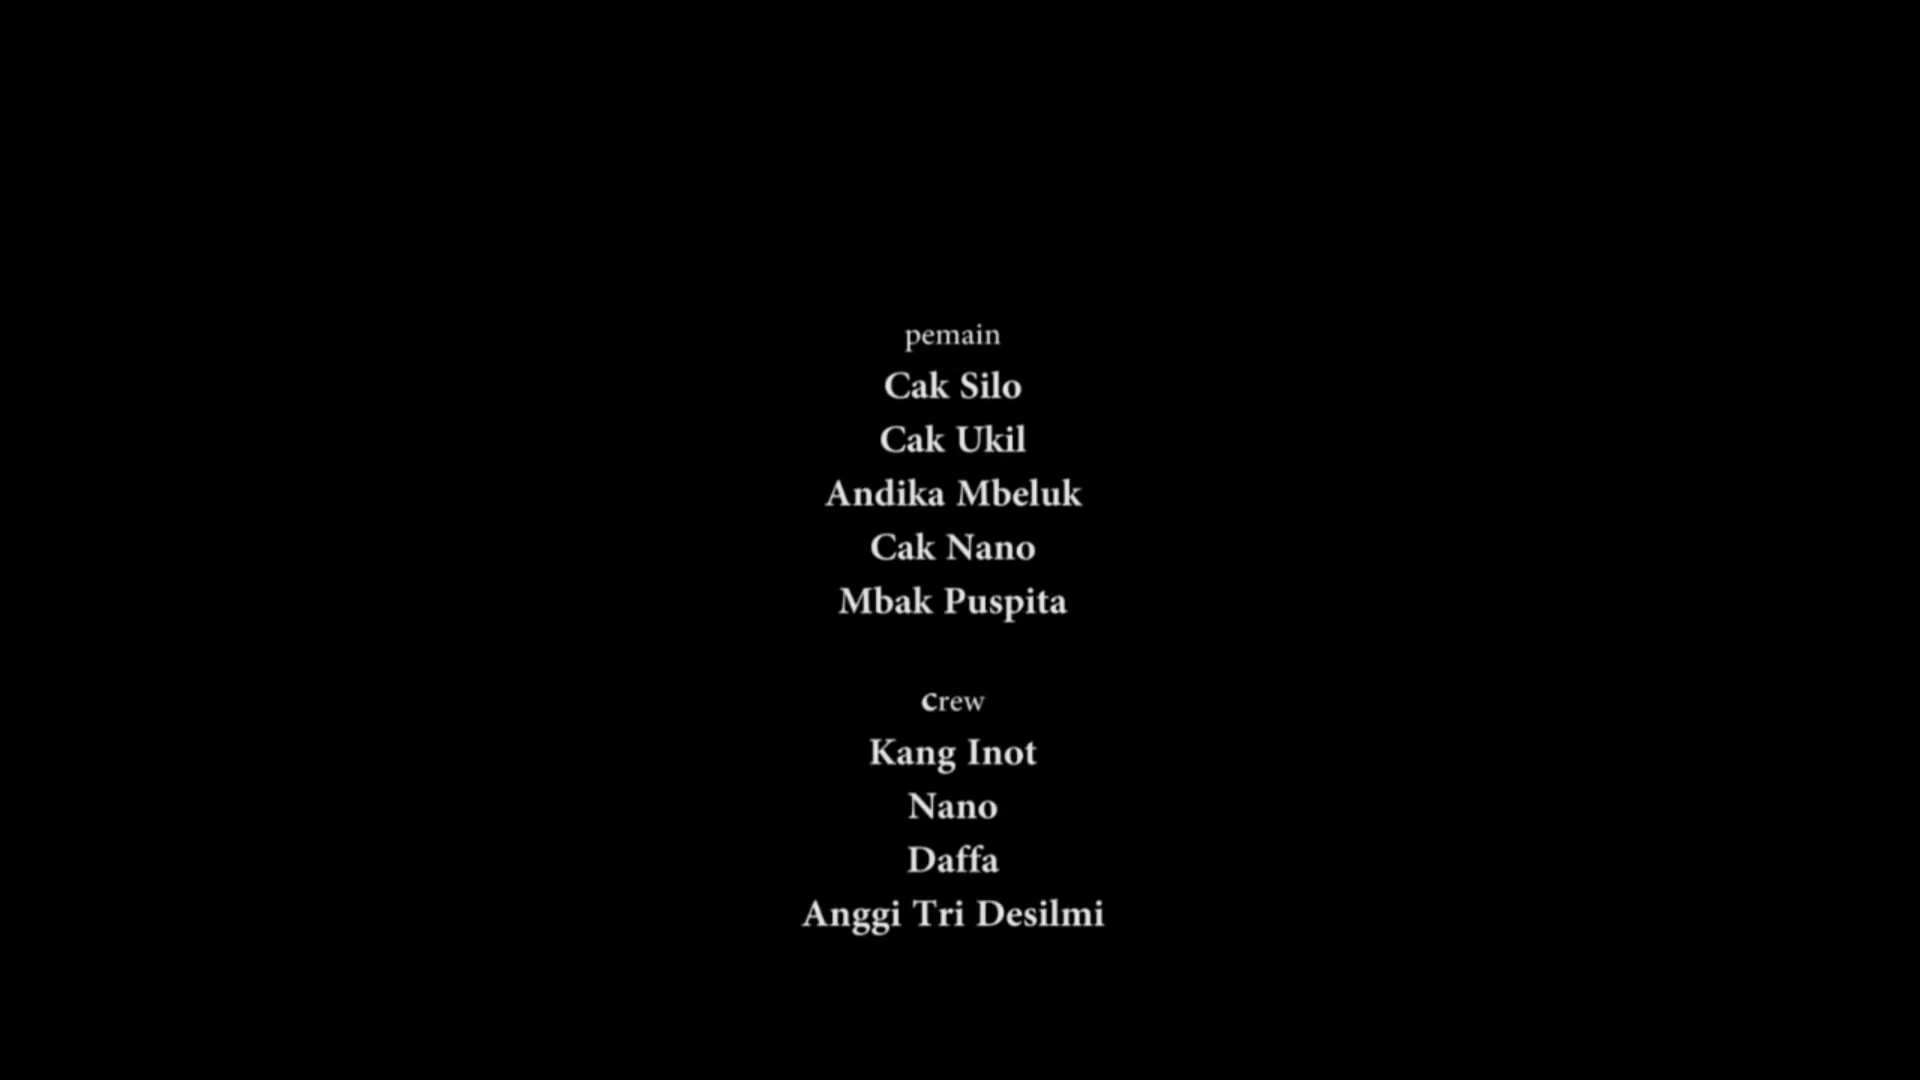 pemain
Cak Silo
Cak Ukil
Andika Mbeluk
Cak Nano
Mbak Puspita
crew
Kang Inot
Nano
Daffa
Anggi Tri Desilmi